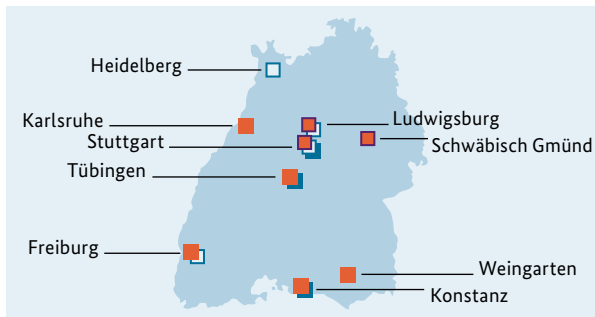 Heidelberg
Karlsruhe
Ludwigsburg
Stuttgart
Schwäbisch Gmünd
Tübingen
Freiburg
Weingarten
Konstanz